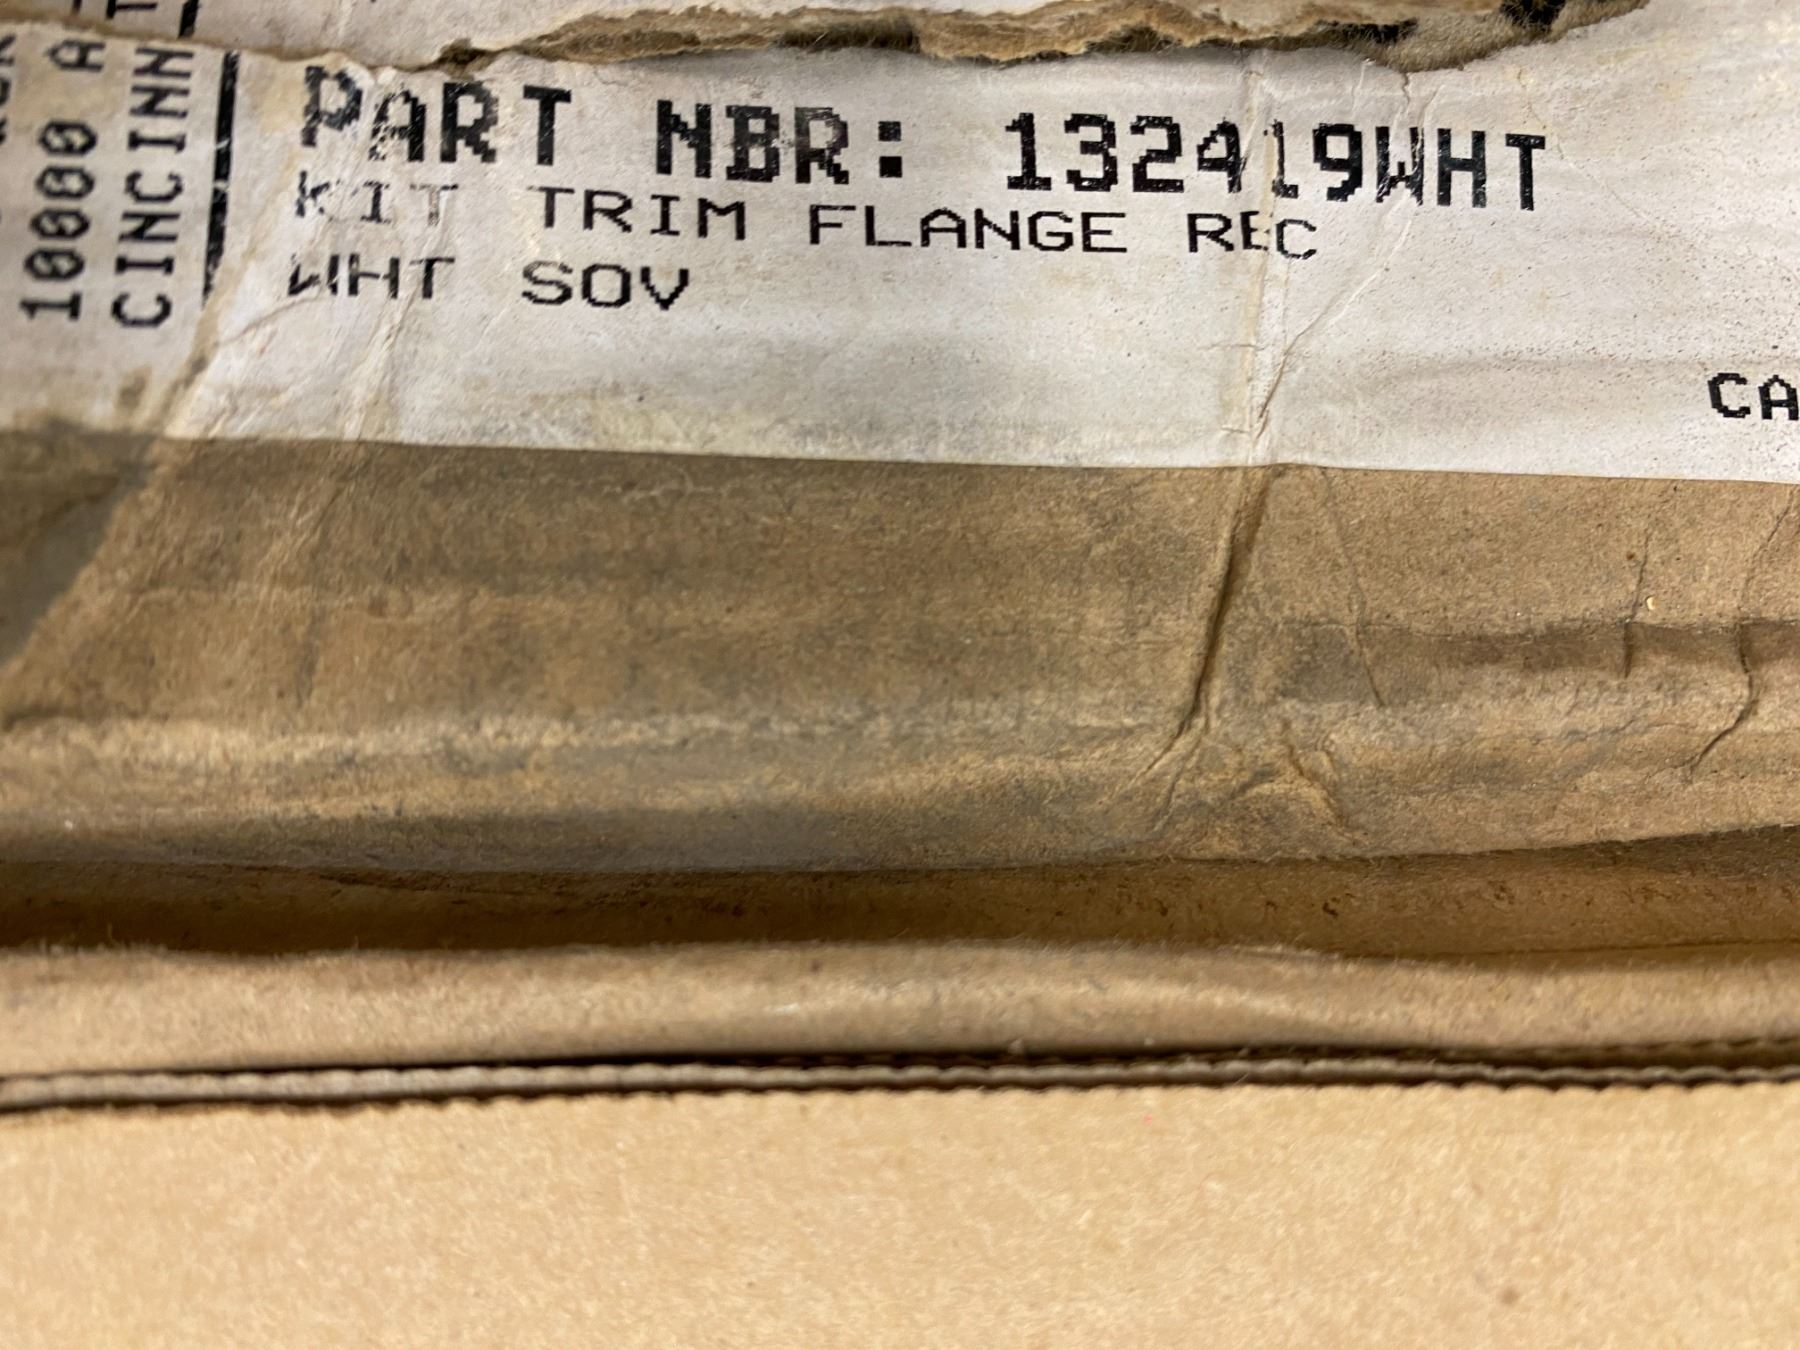 PART NBR: 132419WHT
KIT TRIM FLANGE REC
WHT SOV
CA
10000 A
CINCINN